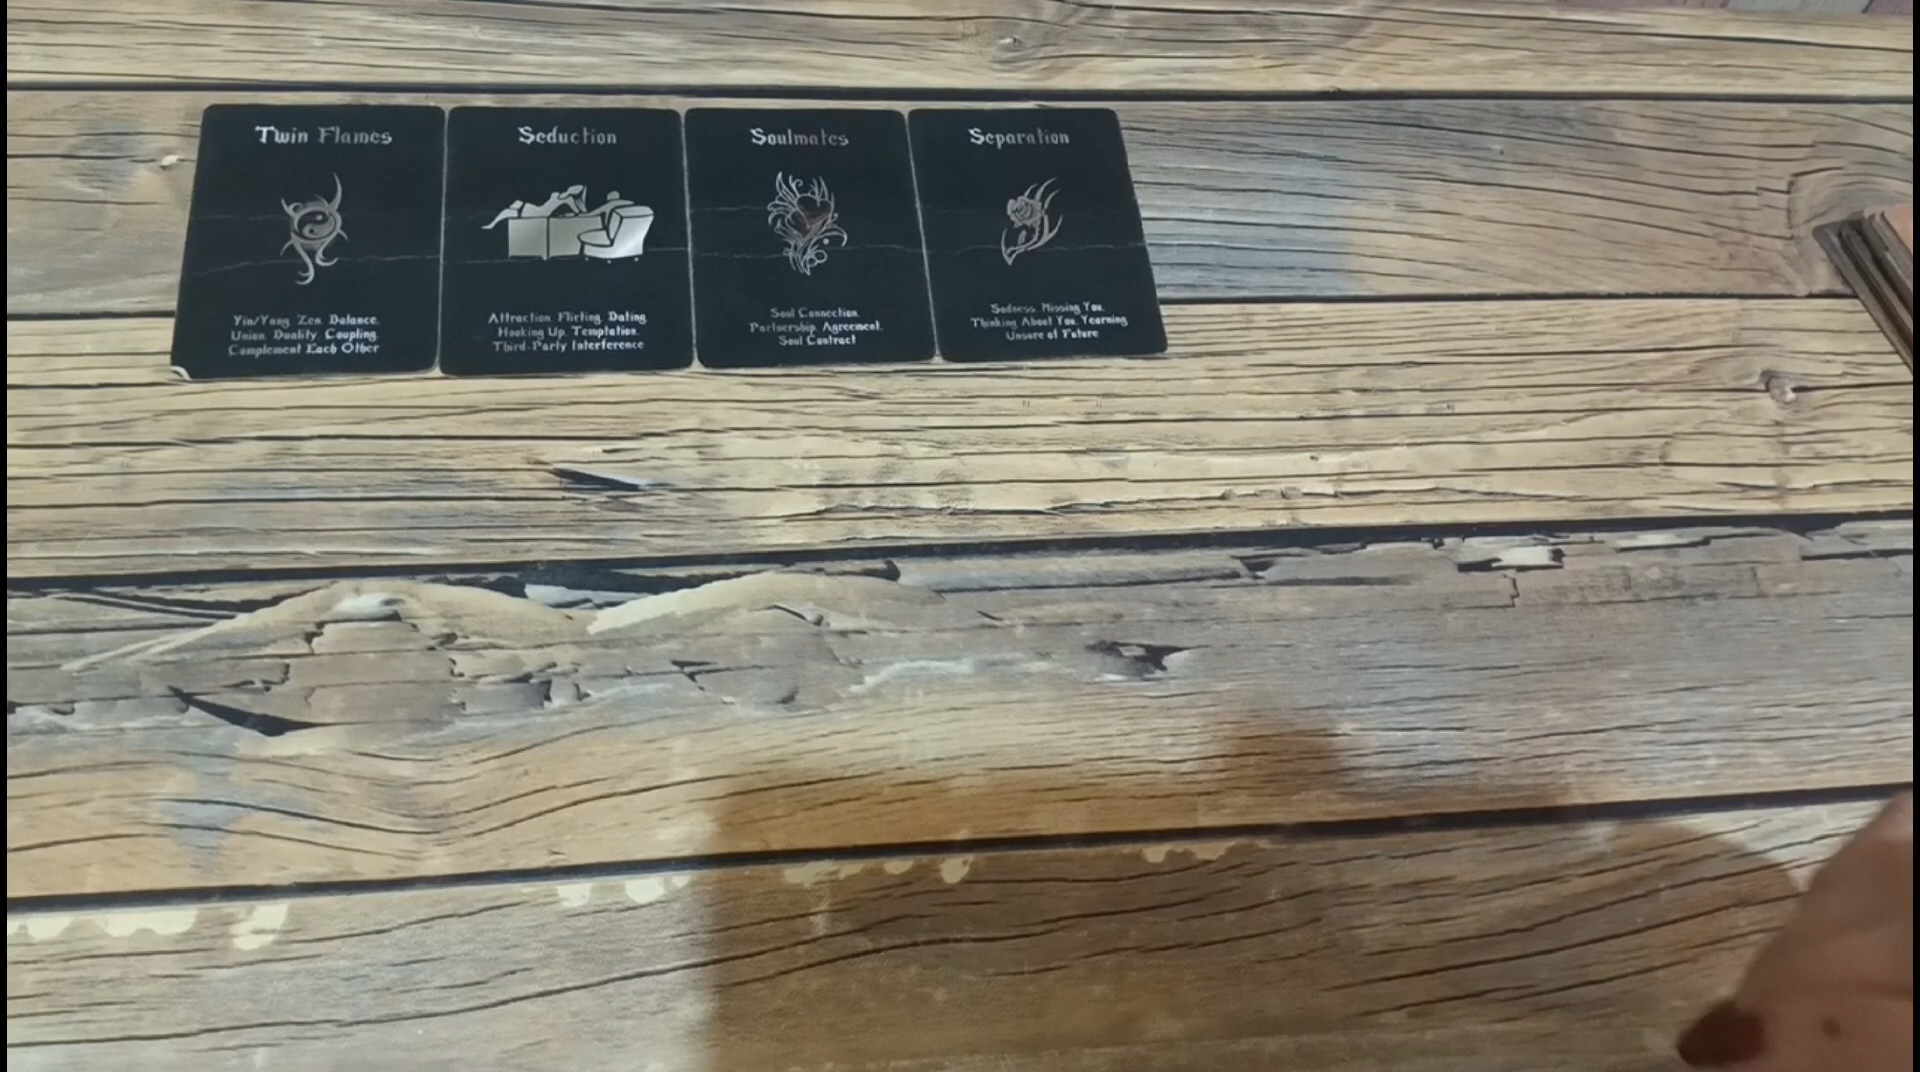 Twin Flames
Yin/Yang, Zen, Balance,
Union, Duality, Coupling,
Complement Each Other
Seduction
Attraction, Flirting, Dating,
Hooking Up, Temptation,
Third-Party Interference
Soulmates
Soul Connection
Partnership, Agreement,
Soul Contract
Separation
Sadness, Missing You,
Thinking About You, Yearning
Unsure of Future